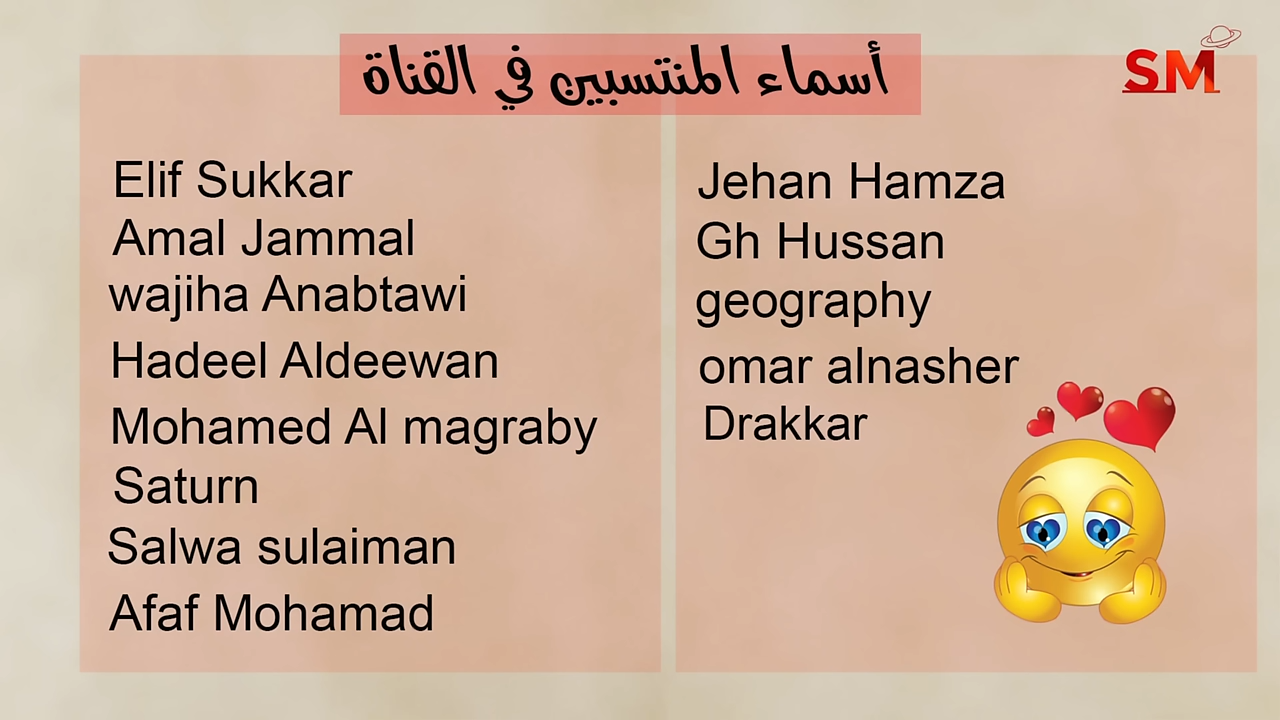 أسماء المنتسبين في القناة
SM
Elif Sukkar
Amal Jammal
wajiha Anabtawi
Hadeel Aldeewan
Mohamed Al magraby
Saturn
Salwa sulaiman
Afaf Mohamad
Jehan Hamza
Gh Hussan
geography
omar alnasher
Drakkar